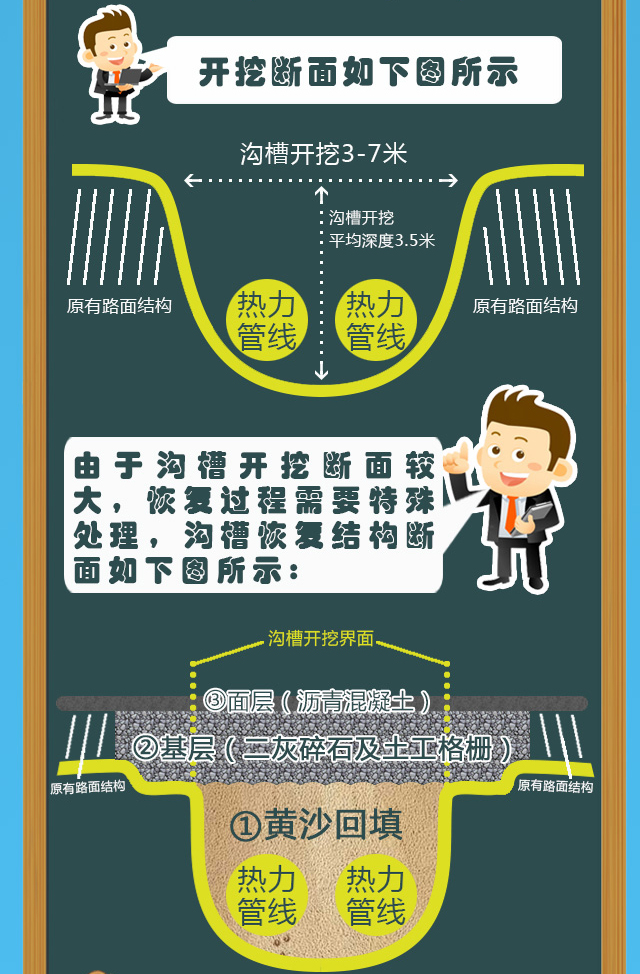 开挖断面如下图所示
沟槽开挖3-7米
沟槽开挖
平均深度3.5米
原有路面结构
热力
管线
热力
管线
原有路面结构
由于沟槽开挖断面较
大，恢复过程需要特殊
处理，沟槽恢复结构断
面如下图所示：
沟槽开挖界面
③面层（沥青混凝土）
②基层（二灰碎石及土工格栅）
原有路面结构
原有路面结构
①黄沙回填
热力
管线
热力
管线